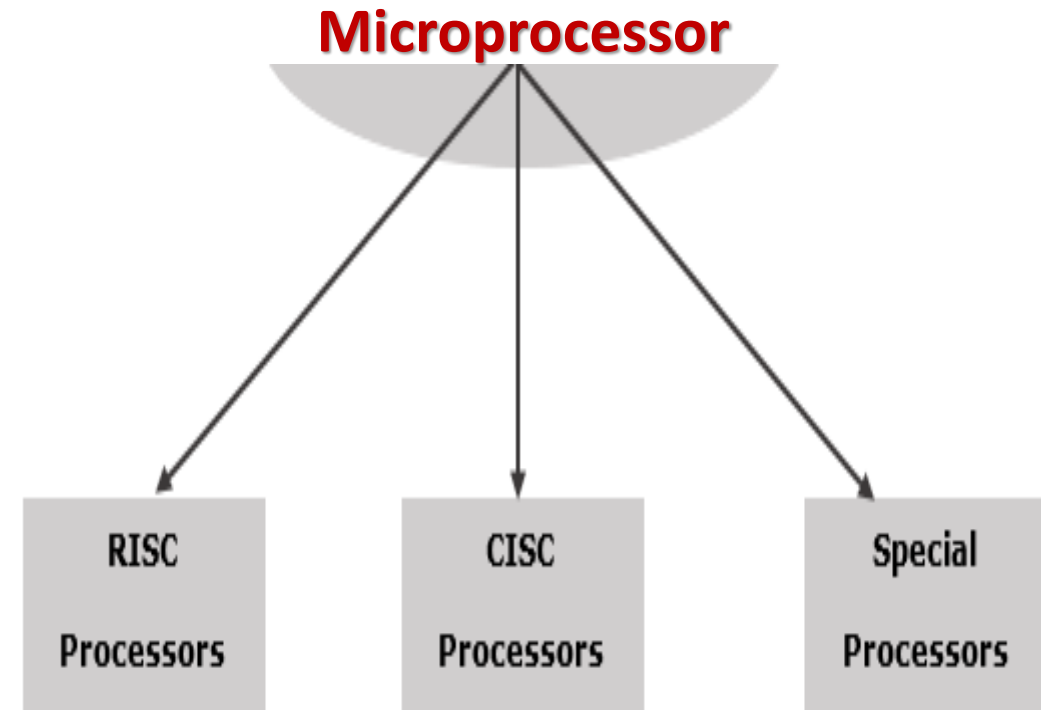 Microprocessor
RISC
Processors
CISC
Processors
Special
Processors